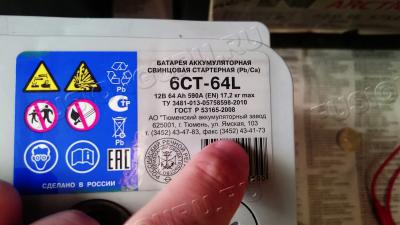 БАТАРЕЯ АККУМУЛЯТОРНАЯ
СВИНЦОВАЯ СТАРТЕРНАЯ (Pb/Ca)
6СТ-64L
12В 64 Ah 590А (EN) 17,2 кг max
ТУ 3481-013-05758598-2010
ГОСТ Р 53165-2008
АО "Тюменский аккумуляторный завод"
625001, г. Тюмень, ул. Ямская, 103
т. (3452) 43-47-83, факс (3452) 43-41-73
Pb
СТР
Pb
EAC
СДЕЛАНО В РОССИИ